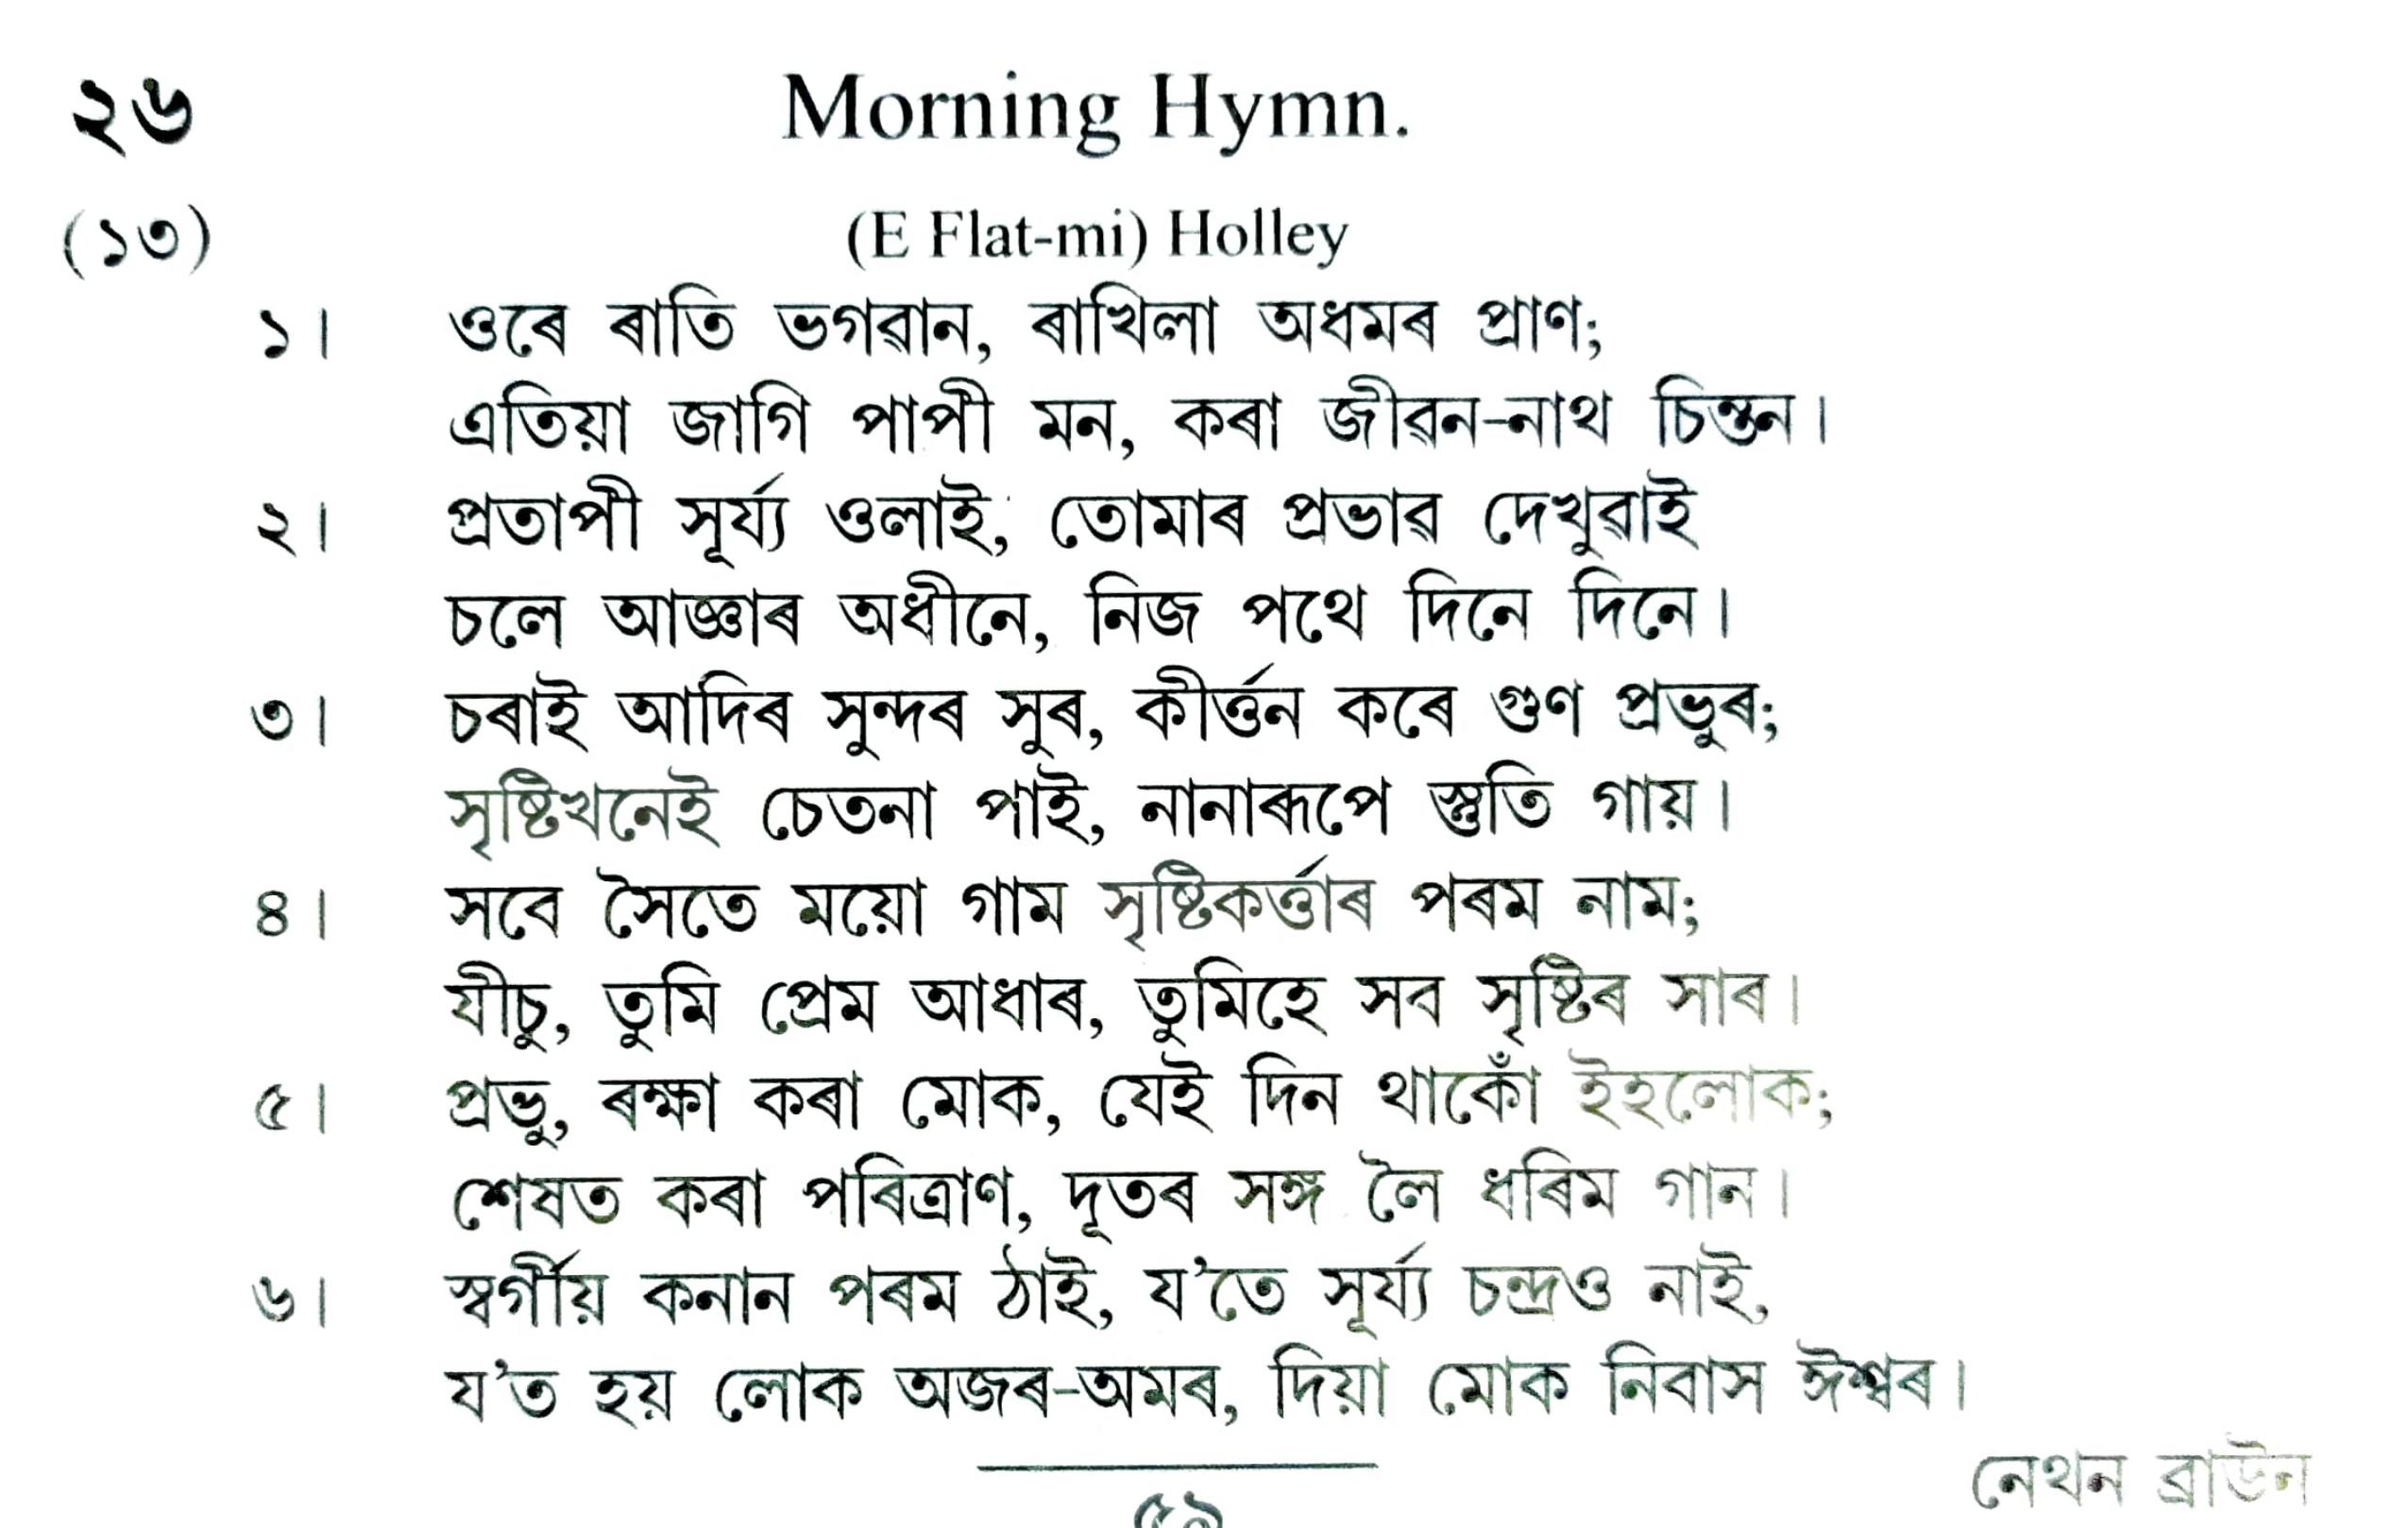 ২৬ Morning Hymn.
(১৩) (E Flat-mi) Holley
১। ওৰে ৰাতি ভগৱান, ৰাখিলা অধমৰ প্ৰাণ;
এতিয়া জাগি পাপী মন, কৰা জীৱন-নাথ চিন্তন।
২। প্ৰতাপী সূৰ্য্য ওলাই, তোমাৰ প্ৰভাৱ দেখুৱাই
চলে আজ্ঞাৰ অধীনে, নিজ পথে দিনে দিনে।
৩। চৰাই আদিৰ সুন্দৰ সুৰ, কীৰ্ত্তন কৰে গুণ প্ৰভুৰ;
সৃষ্টিখনেই চেতনা পাই, নানাৰূপে স্তুতি গায়।
৪। সবে সৈতে ময়ো গাম সৃষ্টিকৰ্ত্তাৰ পৰম নাম;
যীচু, তুমি প্ৰেম আধাৰ, তুমিহে সব সৃষ্টিৰ সাৰ।
৫। প্ৰভু, ৰক্ষা কৰা মোক, যেই দিন থাকোঁ ইহলোক;
শেষত কৰা পৰিত্ৰাণ, দূতৰ সঙ্গ লৈ ধৰিম গান।
৬। স্বৰ্গীয় কনান পৰম ঠাই, য'তে সূৰ্য্য চন্দ্ৰও নাই,
য'ত হয় লোক অজৰ-অমৰ, দিয়া মোক নিবাস ঈশ্বৰ।
নেথন ব্ৰাউন